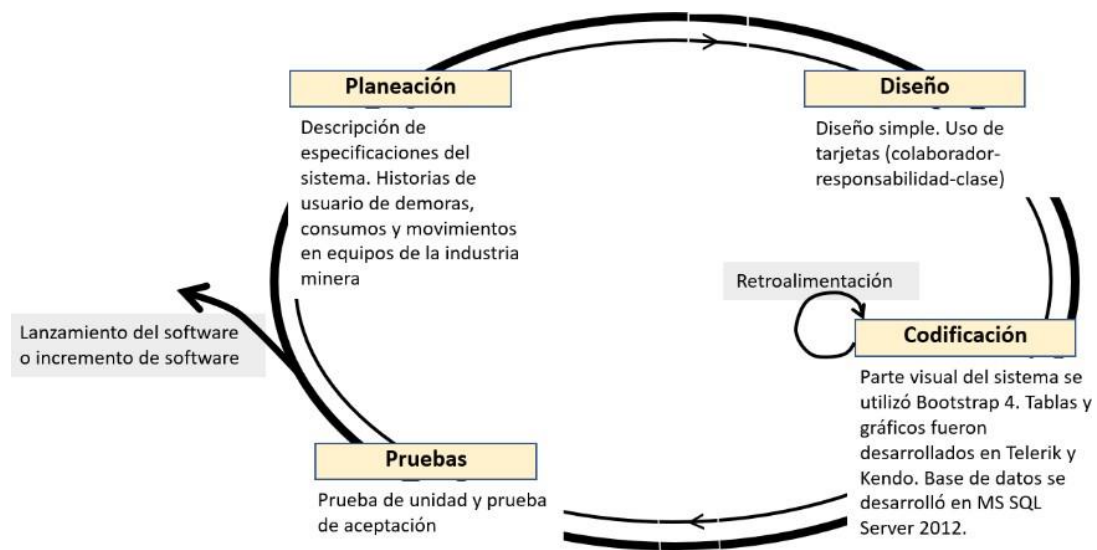 Planeación
Descripción de
especificaciones del
sistema. Historias de
usuario de demoras,
consumos y movimientos
en equipos de la industria
minera
Diseño
Diseño simple. Uso de
tarjetas (colaborador-
responsabilidad-clase)
Retroalimentación
Codificación
Parte visual del sistema se
utilizó Bootstrap 4. Tablas y
gráficos fueron
desarrollados en Telerik y
Kendo. Base de datos se
desarrolló en MS SQL
Server 2012.
Lanzamiento del software
o incremento de software
Pruebas
Prueba de unidad y prueba
de aceptación